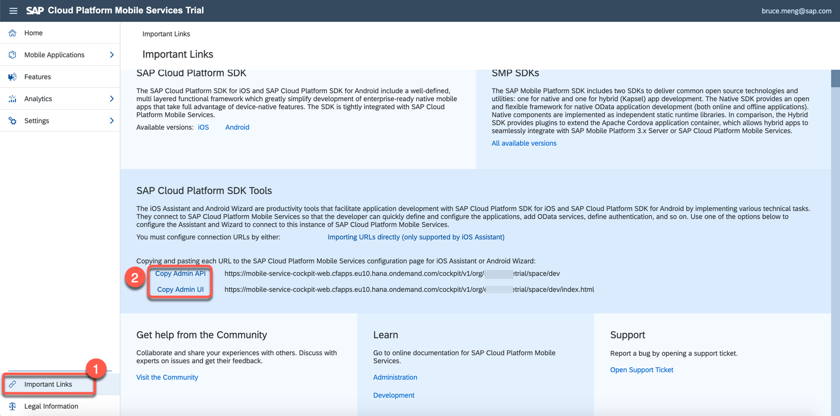 SAP Cloud Platform Mobile Services Trial
bruce.meng@sap.com
Home
Mobile Applications
Features
Analytics
Settings
Important Links
Important Links
SAP Cloud Platform SDK
The SAP Cloud Platform SDK for iOS and SAP Cloud Platform SDK for Android include a well-defined,
multi layered functional framework which greatly simplify development of enterprise-ready native mobile
apps that take full advantage of device-native features. The SDK is tightly integrated with SAP Cloud
Platform Mobile Services.
Available versions: iOS Android
SMP SDKs
The SAP Mobile Platform SDK includes two SDKs to deliver common open source technologies and
utilities: one for native and one for hybrid (Kapsel) app development. The Native SDK provides an open
and flexible framework for native OData application development (both online and offline applications).
Native components are implemented as independent static runtime libraries. In comparison, the Hybrid
SDK provides plugins to extend the Apache Cordova application container, which allows hybrid apps to
seamlessly integrate with SAP Mobile Platform 3.x Server or SAP Cloud Platform Mobile Services.
All available versions
SAP Cloud Platform SDK Tools
The iOS Assistant and Android Wizard are productivity tools that facilitate application development with SAP Cloud Platform SDK for iOS and SAP Cloud Platform SDK for Android by implementing various technical tasks.
They connect to SAP Cloud Platform Mobile Services so that the developer can quickly define and configure the applications, add OData services, define authentication, and so on. Use one of the options below to
configure the Assistant and Wizard to connect to this instance of SAP Cloud Platform Mobile Services.
You must configure connection URLs by either: Importing URLs directly (only supported by iOS Assistant)
Copying and pasting each URL to the SAP Cloud Platform Mobile Services configuration page for iOS Assistant or Android Wizard:
2
Copy Admin API https://mobile-service-cockpit-web.cfapps.eu10.hana.ondemand.com/cockpit/v1/org/ trial/space/dev
Copy Admin UI https://mobile-service-cockpit-web.cfapps.eu10.hana.ondemand.com/cockpit/v1/org/ trial/space/dev/index.html
Get help from the Community
Collaborate and share your experiences with others. Discuss with
experts on issues and get their feedback.
Visit the Community
Learn
Go to online documentation for SAP Cloud Platform Mobile
Services.
Administration
Development
Support
Report a bug by opening a support ticket.
Open Support Ticket
1
Important Links
Legal Information